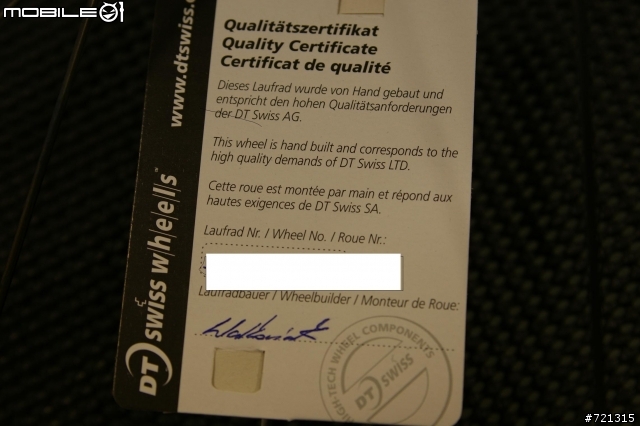 MOBILE01
Qualitätszertifikat
Quality Certificate
Certificat de qualité
Dieses Laufrad wurde von Hand gebaut und
entspricht den hohen Qualitätsanforderungen
der DT Swiss AG.
This wheel is hand built and corresponds to the
high quality demands of DT Swiss LTD.
Cette roue est montée par main et répond aux
hautes exigences de DT Swiss SA.
Laufrad Nr. / Wheel No. / Roue Nr.:
Laufradbauer / Wheelbuilder / Monteur de Roue:
www.dtswiss.c
DT swiss w/h/e/e/l/s
HIGH-TECH WHEEL COMPONENTS
DT SWISS
#721315